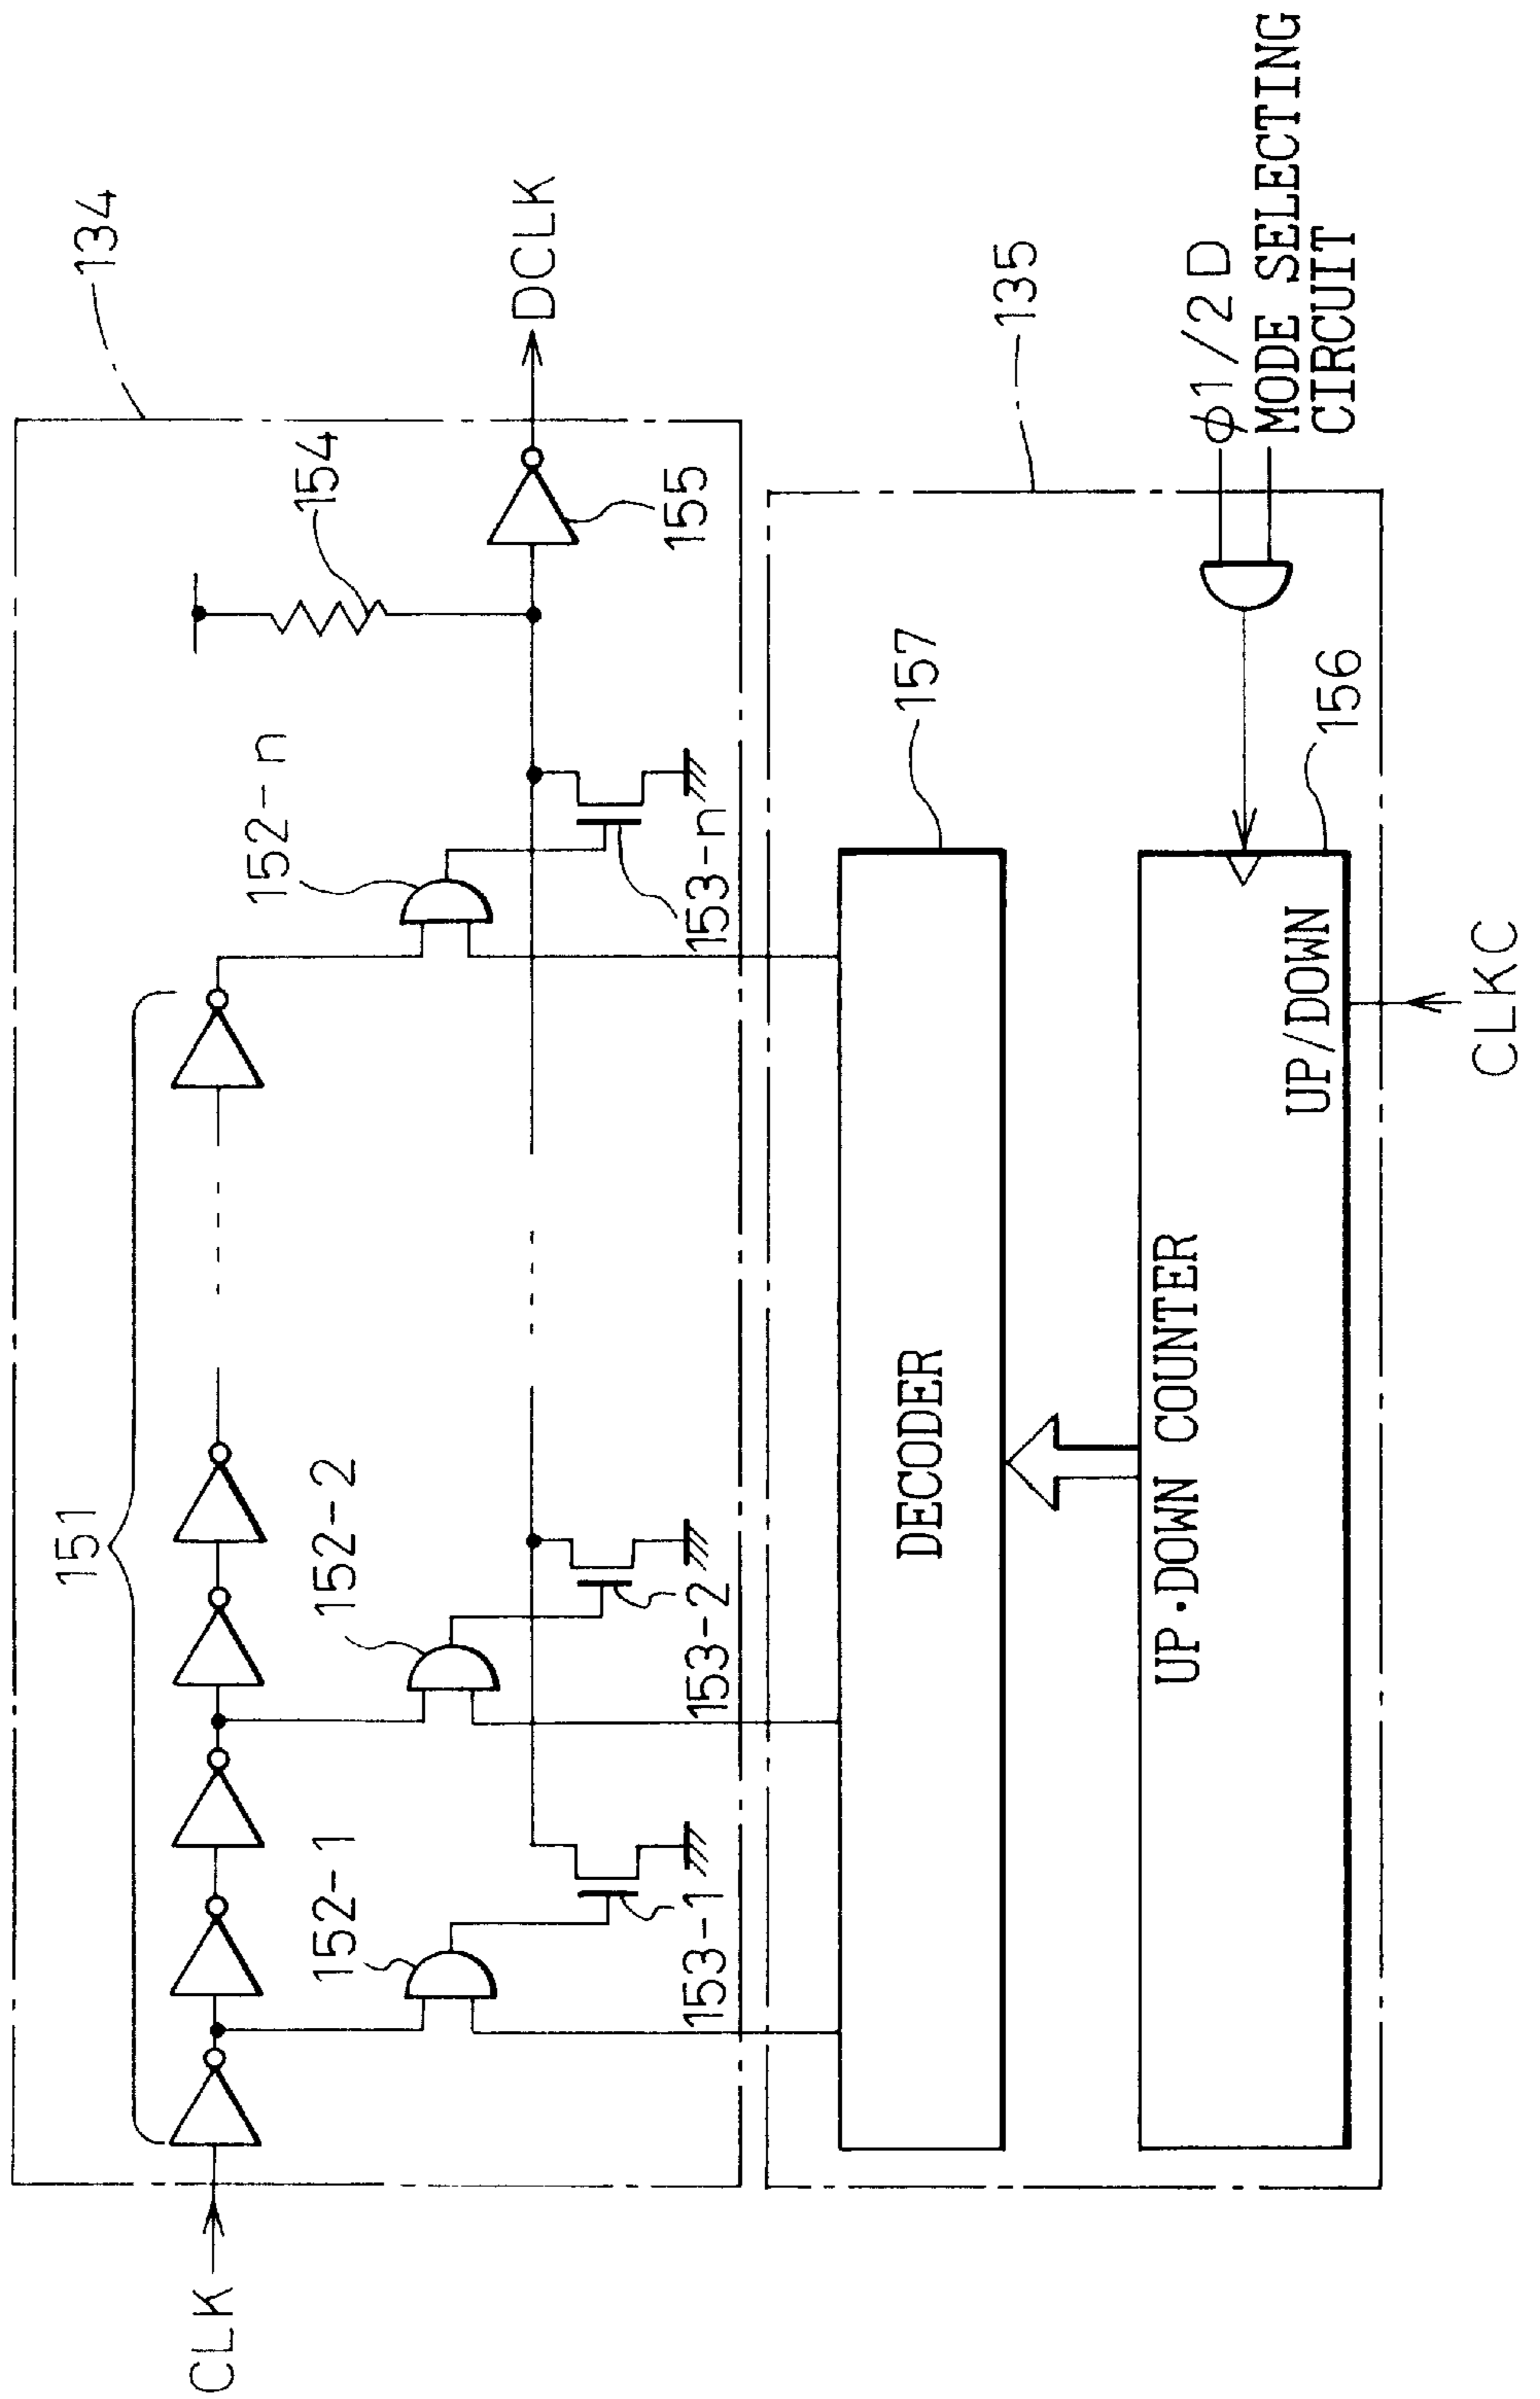 134
151
154
152-n
152-2
152-1
CLK
DCLK
155
153-n
153-2
153-1
135
157
DECODER
φ1/2D
MODE SELECTING
CIRCUIT
156
UP·DOWN COUNTER
UP/DOWN
CLKC